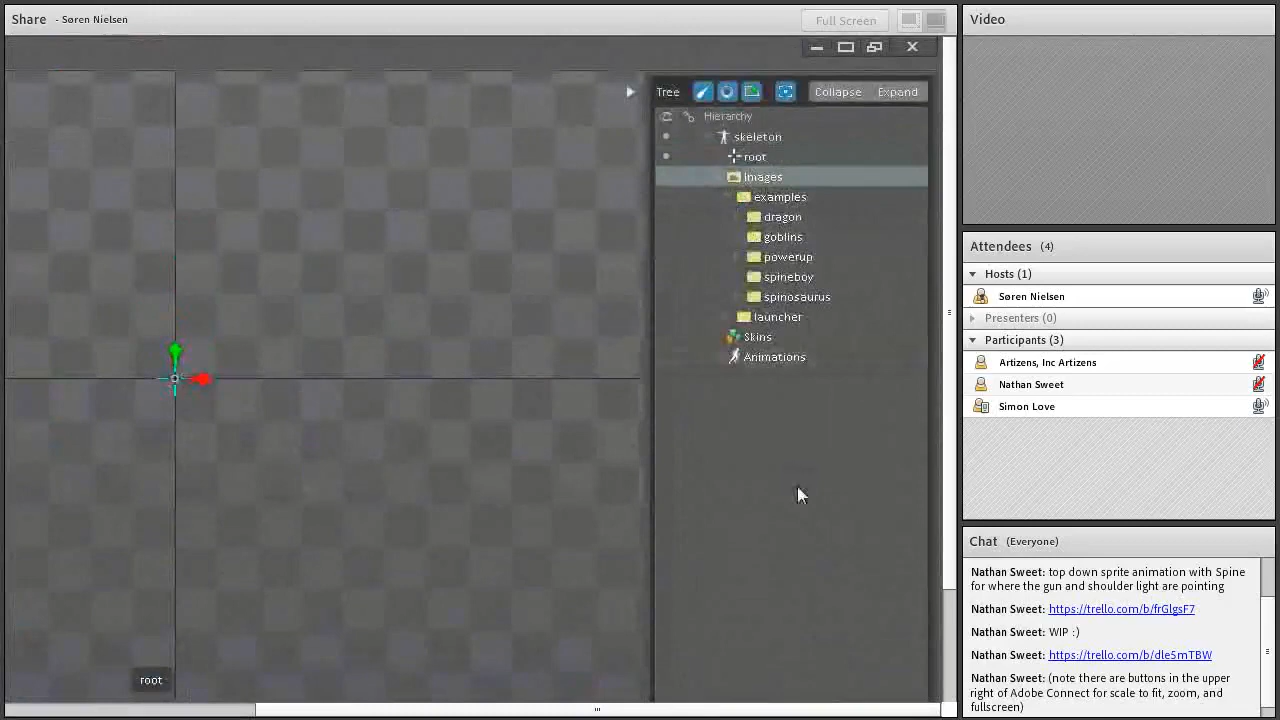 Share - Søren Nielsen
Full Screen
Tree
Collapse
Expand
Hierarchy
skeleton
root
Images
examples
dragon
goblins
powerup
spineboy
spinosaurus
launcher
Skins
Animations
root
Video
Attendees (4)
Hosts (1)
Søren Nielsen
Presenters (0)
Participants (3)
Artizens, Inc Artizens
Nathan Sweet
Simon Love
Chat (Everyone)
Nathan Sweet: top down sprite animation with Spine
for where the gun and shoulder light are pointing
Nathan Sweet: https://trello.com/b/frGlgsF7
Nathan Sweet: WIP :)
Nathan Sweet: https://trello.com/b/dle5mTBW
Nathan Sweet: (note there are buttons in the upper
right of Adobe Connect for scale to fit, zoom, and
fullscreen)